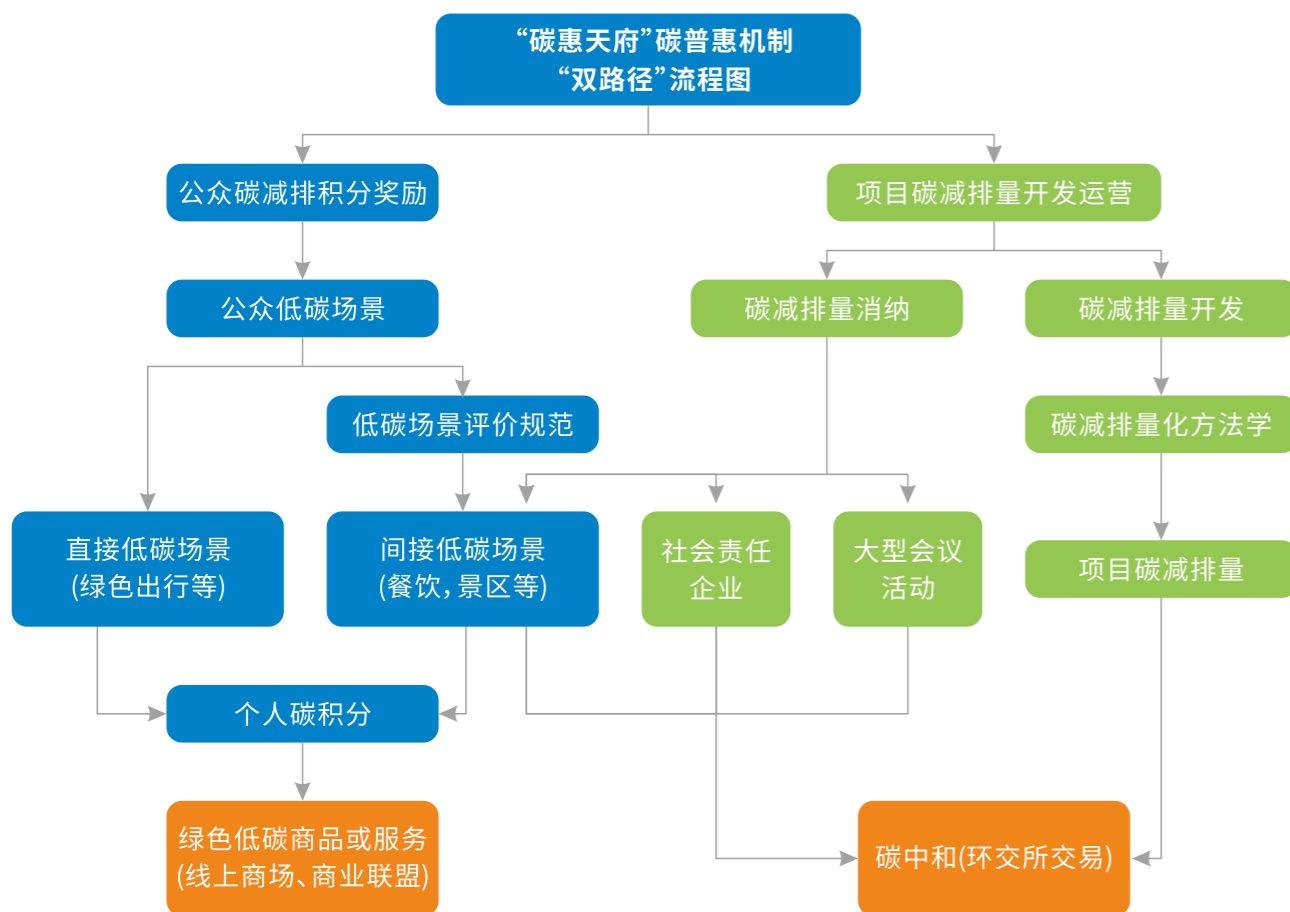 “碳惠天府”碳普惠机制
“双路径”流程图
公众碳减排积分奖励
项目碳减排量开发运营
公众低碳场景
碳减排量消纳
碳减排量开发
低碳场景评价规范
碳减排量化方法学
直接低碳场景
(绿色出行等)
间接低碳场景
(餐饮,景区等)
社会责任
企业
大型会议
活动
项目碳减排量
个人碳积分
绿色低碳商品或服务
(线上商场、商业联盟)
碳中和(环交所交易)